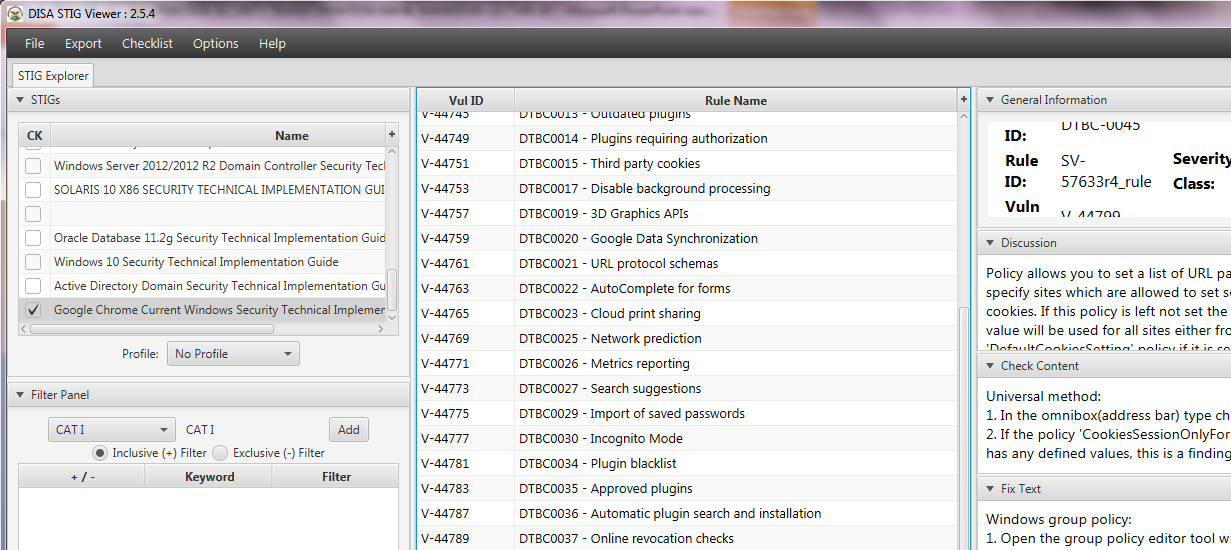 DISA STIG Viewer : 2.5.4
File Export Checklist Options Help
STIG Explorer
STIGs
CK Name +
Windows Server 2012/2012 R2 Domain Controller Security Tecl
SOLARIS 10 X86 SECURITY TECHNICAL IMPLEMENTATION GUI
Oracle Database 11.2g Security Technical Implementation Guid
Windows 10 Security Technical Implementation Guide
Active Directory Domain Security Technical Implementation Gu
Google Chrome Current Windows Security Technical Implemen
Profile: No Profile
Filter Panel
CAT I CAT I Add
Inclusive (+) Filter Exclusive (-) Filter
+ / - Keyword Filter
Vul ID Rule Name +
V-44745 DTBC0013 - Outdated plugins
V-44749 DTBC0014 - Plugins requiring authorization
V-44751 DTBC0015 - Third party cookies
V-44753 DTBC0017 - Disable background processing
V-44757 DTBC0019 - 3D Graphics APIs
V-44759 DTBC0020 - Google Data Synchronization
V-44761 DTBC0021 - URL protocol schemas
V-44763 DTBC0022 - AutoComplete for forms
V-44765 DTBC0023 - Cloud print sharing
V-44769 DTBC0025 - Network prediction
V-44771 DTBC0026 - Metrics reporting
V-44773 DTBC0027 - Search suggestions
V-44775 DTBC0029 - Import of saved passwords
V-44777 DTBC0030 - Incognito Mode
V-44781 DTBC0034 - Plugin blacklist
V-44783 DTBC0035 - Approved plugins
V-44787 DTBC0036 - Automatic plugin search and installation
V-44789 DTBC0037 - Online revocation checks
General Information
ID: DTBC-0045
Rule SV- Severity
ID: 57633r4_rule Class:
Vuln V-44799
Discussion
Policy allows you to set a list of URL pa
specify sites which are allowed to set s
cookies. If this policy is left not set the
value will be used for all sites either fro
'DefaultCookiesSetting' policy if it is se
Check Content
Universal method:
1. In the omnibox(address bar) type ch
2. If the policy 'CookiesSessionOnlyFor
has any defined values, this is a finding
Fix Text
Windows group policy:
1. Open the group policy editor tool w